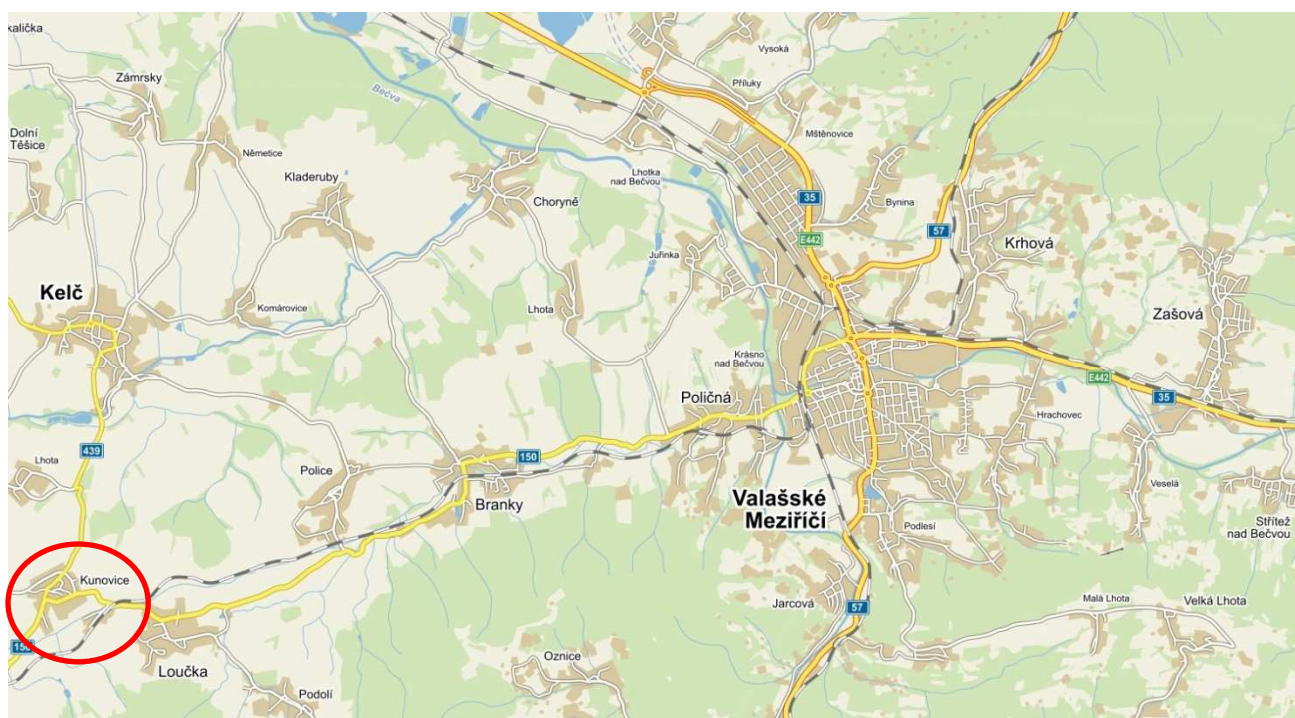 kalička
Vysoká
Zámrsky
Příluky
Bečva
Dolní
Těšice
Mštěnovice
Němetice
Lhotka
nad Bečvou
Kladeruby
Choryně
35
Bynina
57
E442
Krhová
Juřinka
Kelč
Komárovice
Lhota
Zašová
Krásno
nad Bečvou
E442
35
Poličná
Hrachovec
439
150
Lhota
Police
Branky
Valašské
Meziříčí
Veselá
Podlesí
Střítež
nad Bečvou
Kunovice
Jarcová
57
Malá Lhota
Velká Lhota
150
Loučka
Oznice
Podolí